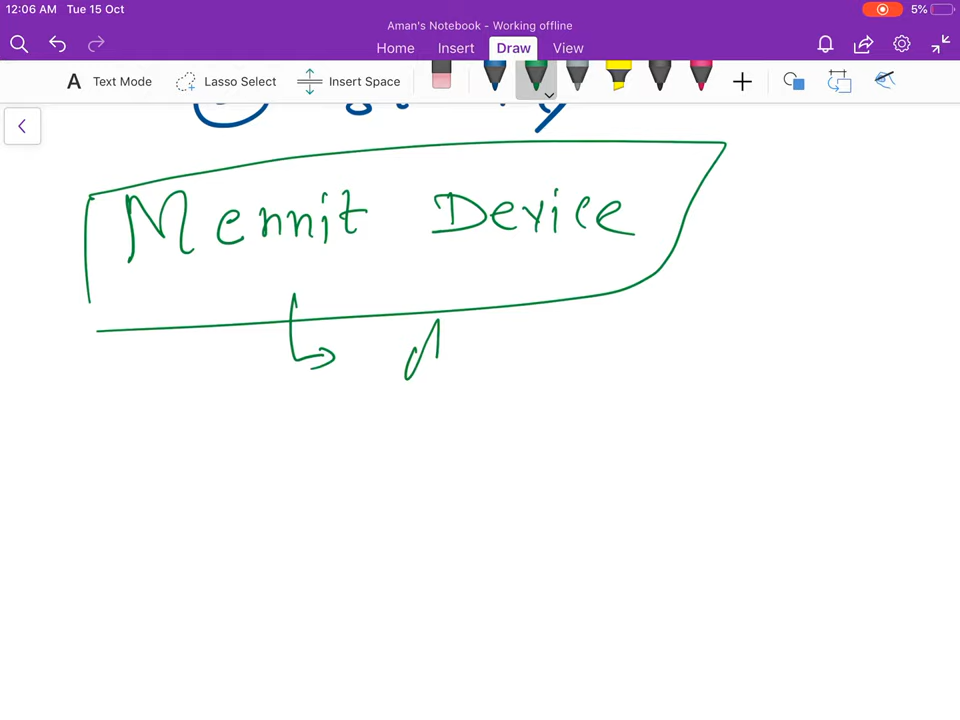 12:06 AM Tue 15 Oct 5%
Aman's Notebook - Working offline
Home Insert Draw View
A Text Mode Lasso Select Insert Space
Mennit Device